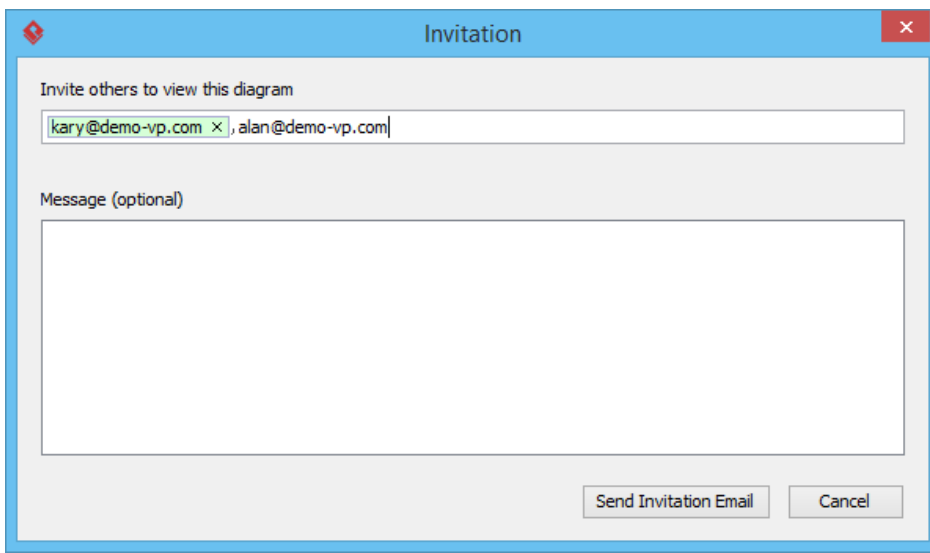 Invitation
Invite others to view this diagram
kary@demo-vp.com ×,alan@demo-vp.com
Message (optional)
Send Invitation Email
Cancel